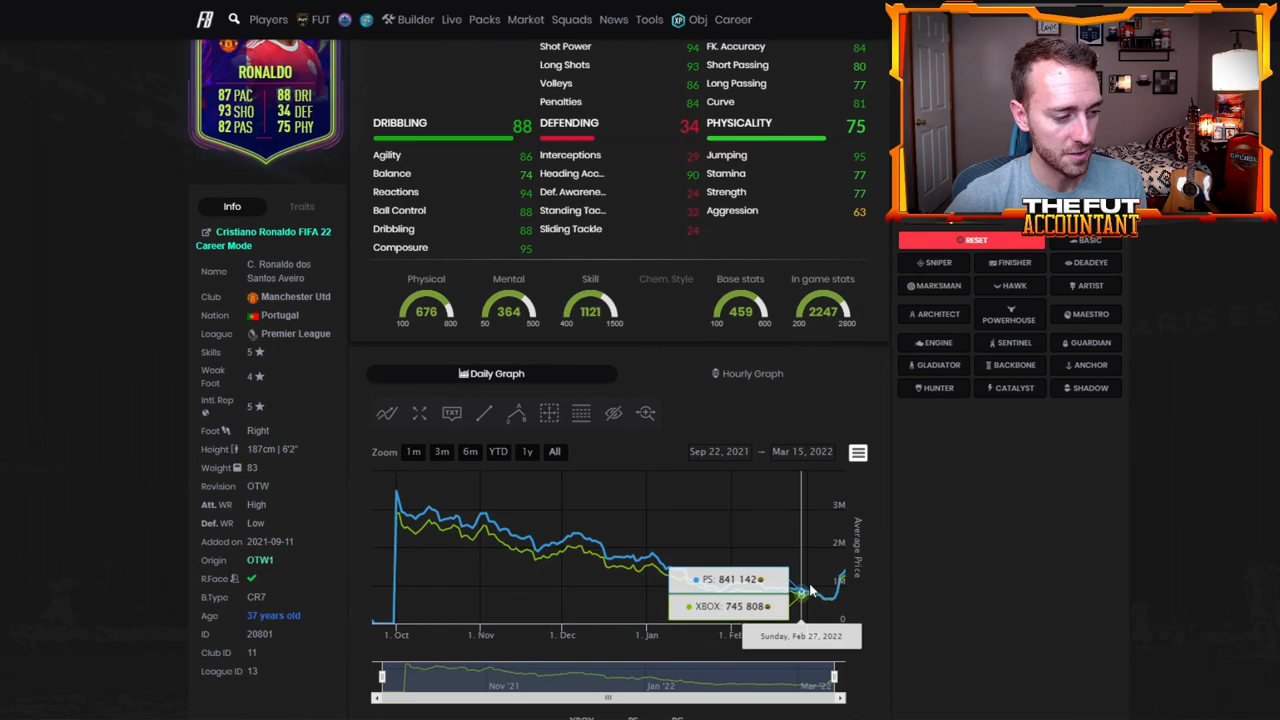 FB Players FUT Builder Live Packs Market Squads News Tools XP Obj Career
RONALDO
87 PAC 88 DRI
93 SHO 34 DEF
82 PAS 75 PHY
Info Traits
Cristiano Ronaldo FIFA 22
Career Mode
Name C. Ronaldo dos
Santos Aveiro
Club Manchester Utd
Nation Portugal
League Premier League
Skills 5
Weak
Foot 4
Intl. Rep 5
Foot Right
Height 187cm | 6'2"
Weight 83
Revision OTW
Att. WR High
Def. WR Low
Added on 2021-09-11
Origin OTW1
R.Face
B.Type CR7
Age 37 years old
ID 20801
Club ID 11
League ID 13
Shot Power 94
Long Shots 93
Volleys 86
Penalties 84
FK. Accuracy 84
Short Passing 80
Long Passing 77
Curve 81
DRIBBLING 88
Agility 86
Balance 74
Reactions 94
Ball Control 88
Dribbling 88
Composure 95
DEFENDING 34
Interceptions 29
Heading Acc... 90
Def. Awarene... 24
Standing Tac... 32
Sliding Tackle 24
PHYSICALITY 75
Jumping 95
Stamina 77
Strength 77
Aggression 63
Physical Mental Skill Chem. Style Base stats In game stats
676 364 1121 459 2247
100 800 50 500 400 1500 100 600 200 2800
Daily Graph Hourly Graph
TXT
Zoom 1m 3m 6m YTD 1y All Sep 22, 2021 — Mar 15, 2022
3M
2M
1M
0
Average Price
PS: 841 142
XBOX: 745 808
Sunday, Feb 27, 2022
1. Oct 1. Nov 1. Dec 1. Jan 1. Feb
Nov '21 Jan '22 Mar '22
XBOX PS PC
THE FUT
ACCOUNTANT
RESET BASIC
SNIPER FINISHER DEADEYE
MARKSMAN HAWK ARTIST
ARCHITECT POWERHOUSE MAESTRO
ENGINE SENTINEL GUARDIAN
GLADIATOR BACKBONE ANCHOR
HUNTER CATALYST SHADOW